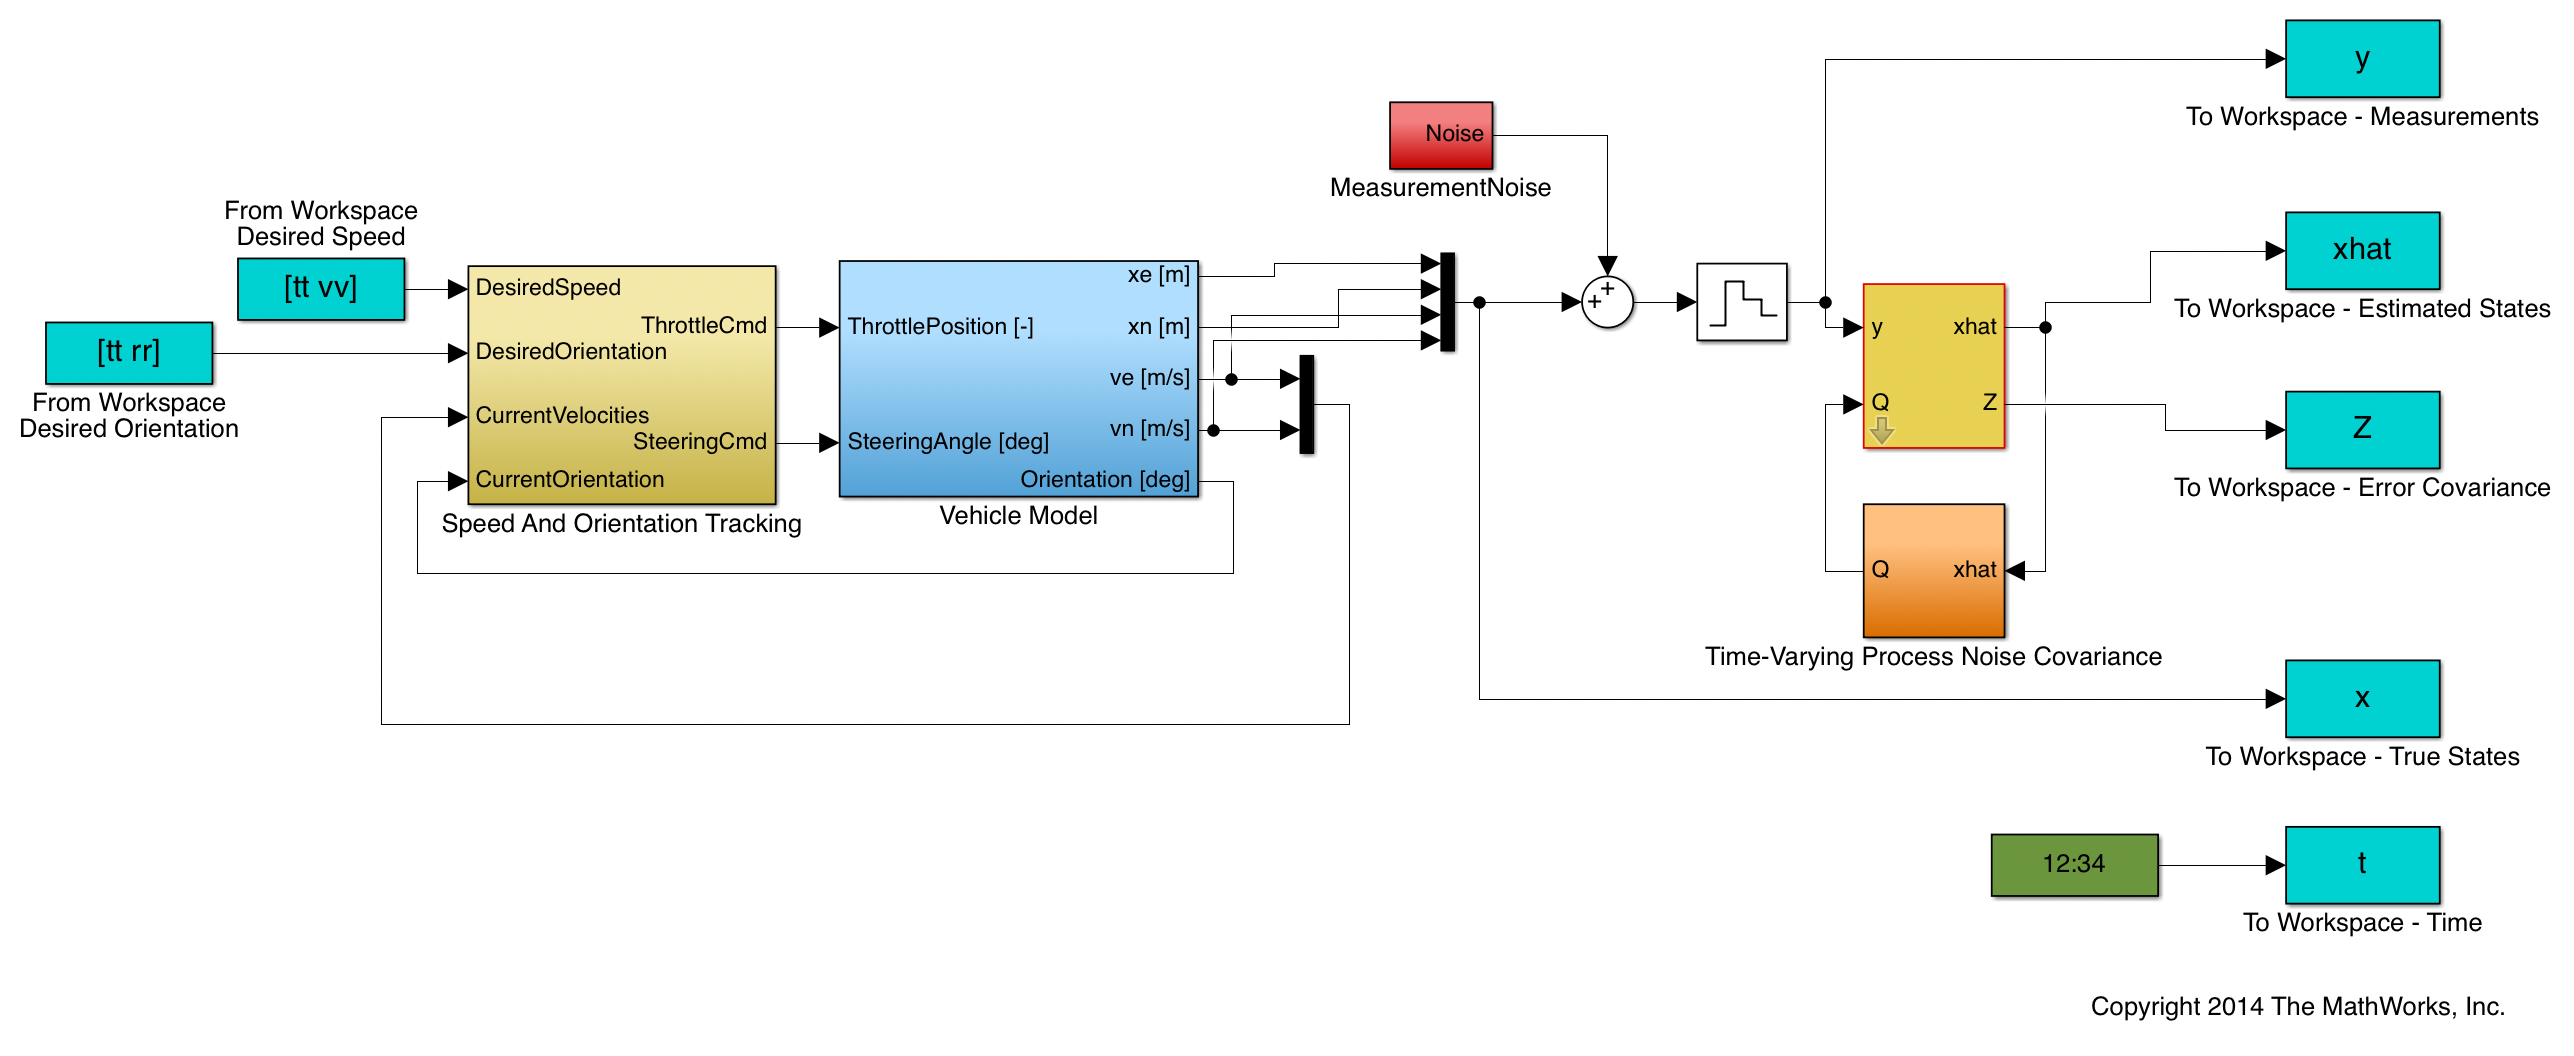 From Workspace
Desired Speed
[tt vv]
[tt rr]
From Workspace
Desired Orientation
DesiredSpeed
ThrottleCmd
DesiredOrientation
CurrentVelocities
SteeringCmd
CurrentOrientation
Speed And Orientation Tracking
xe [m]
ThrottlePosition [-]
xn [m]
ve [m/s]
vn [m/s]
SteeringAngle [deg]
Orientation [deg]
Vehicle Model
Noise
MeasurementNoise
+
+
y
xhat
Q
Z
Q
xhat
Time-Varying Process Noise Covariance
y
To Workspace - Measurements
xhat
To Workspace - Estimated States
Z
To Workspace - Error Covariance
x
To Workspace - True States
12:34
t
To Workspace - Time
Copyright 2014 The MathWorks, Inc.